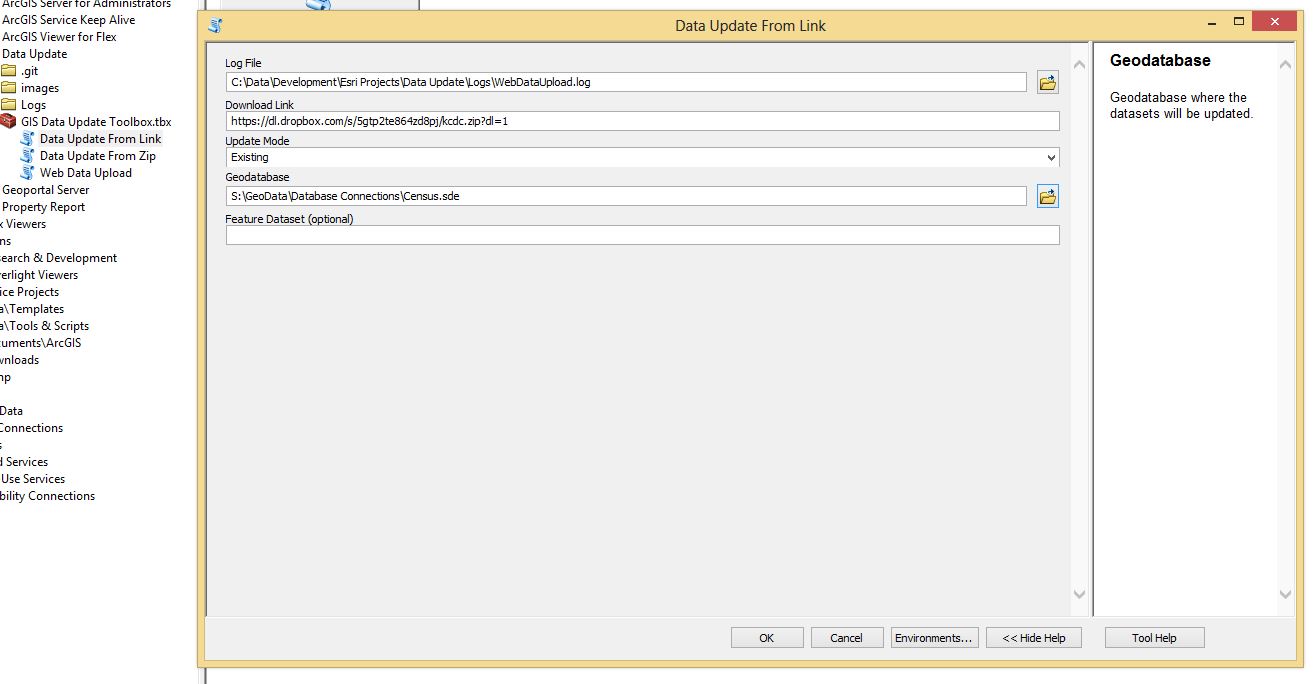 ArcGIS Server for Administrators
ArcGIS Service Keep Alive
ArcGIS Viewer for Flex
Data Update
.git
images
Logs
GIS Data Update Toolbox.tbx
Data Update From Link
Data Update From Zip
Web Data Upload
Geoportal Server
Property Report
x Viewers
ns
search & Development
verlight Viewers
ice Projects
a\Templates
a\Tools & Scripts
cuments\ArcGIS
wnloads
mp
Data
Connections
s
d Services
Use Services
bility Connections
Data Update From Link
Log File
C:\Data\Development\Esri Projects\Data Update\Logs\WebDataUpload.log
Download Link
https://dl.dropbox.com/s/5gtp2te864zd8pj/kcdc.zip?dl=1
Update Mode
Existing
Geodatabase
S:\GeoData\Database Connections\Census.sde
Feature Dataset (optional)
OK
Cancel
Environments...
<< Hide Help
Geodatabase
Geodatabase where the
datasets will be updated.
Tool Help